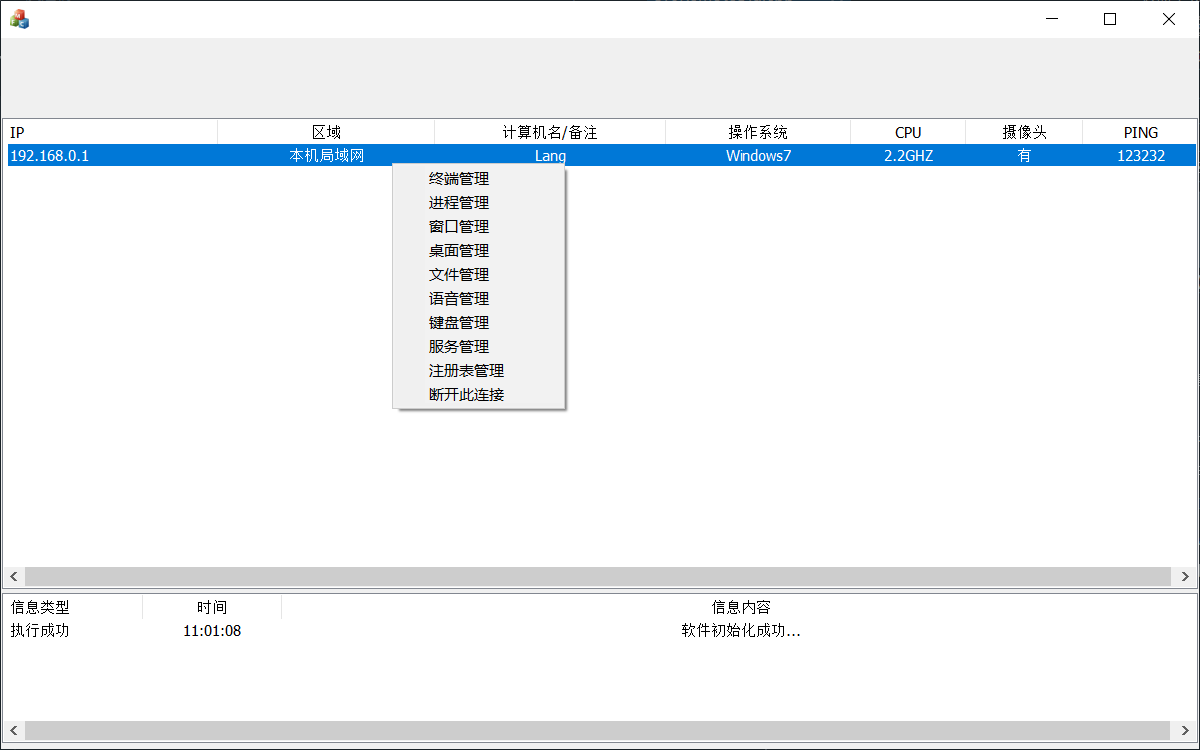 IP 区域 计算机名/备注 操作系统 CPU 摄像头 PING
192.168.0.1 本机局域网 Lang Windows7 2.2GHZ 有 123232
终端管理
进程管理
窗口管理
桌面管理
文件管理
语音管理
键盘管理
服务管理
注册表管理
断开此连接
信息类型 时间 信息内容
执行成功 11:01:08 软件初始化成功...